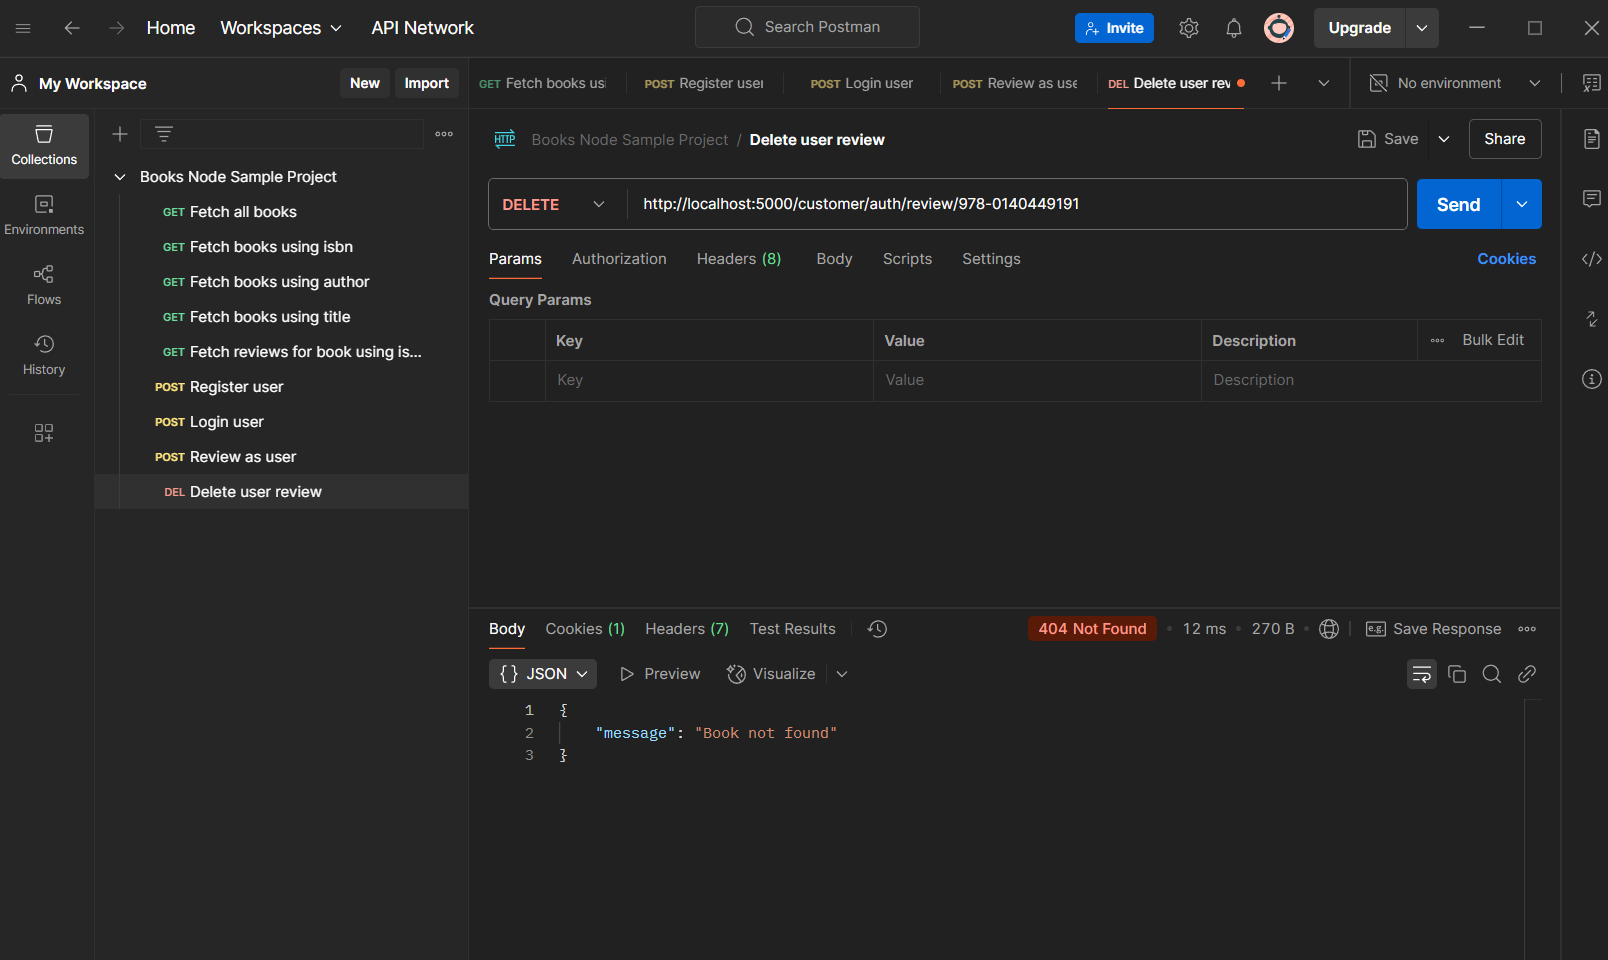 Home Workspaces API Network Search Postman Invite Upgrade
My Workspace New Import GET Fetch books usi POST Register user POST Login user POST Review as use DEL Delete user rev No environment
Collections
Environments
Flows
History
Books Node Sample Project
GET Fetch all books
GET Fetch books using isbn
GET Fetch books using author
GET Fetch books using title
GET Fetch reviews for book using is...
POST Register user
POST Login user
POST Review as user
DEL Delete user review
HTTP Books Node Sample Project / Delete user review Save Share
DELETE http://localhost:5000/customer/auth/review/978-0140449191 Send
Params Authorization Headers (8) Body Scripts Settings Cookies
Query Params
Key Value Description Bulk Edit
Key Value Description
Body Cookies (1) Headers (7) Test Results 404 Not Found • 12 ms • 270 B • e.g. Save Response
{} JSON Preview Visualize
1 {
2 "message": "Book not found"
3 }